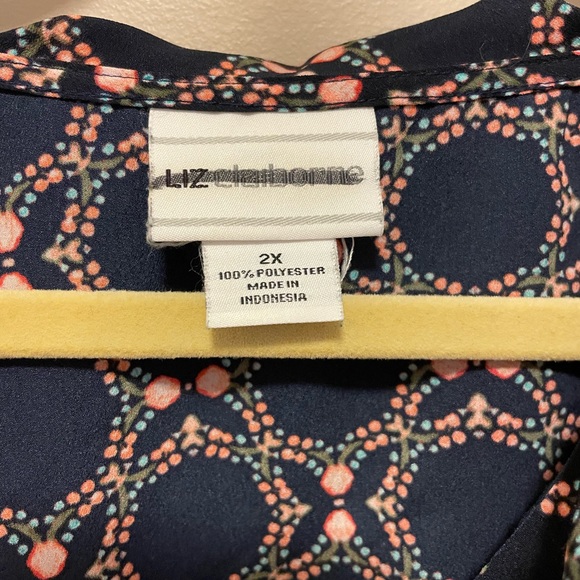 LIZ claiborne
2X
100% POLYESTER
MADE IN
INDONESIA